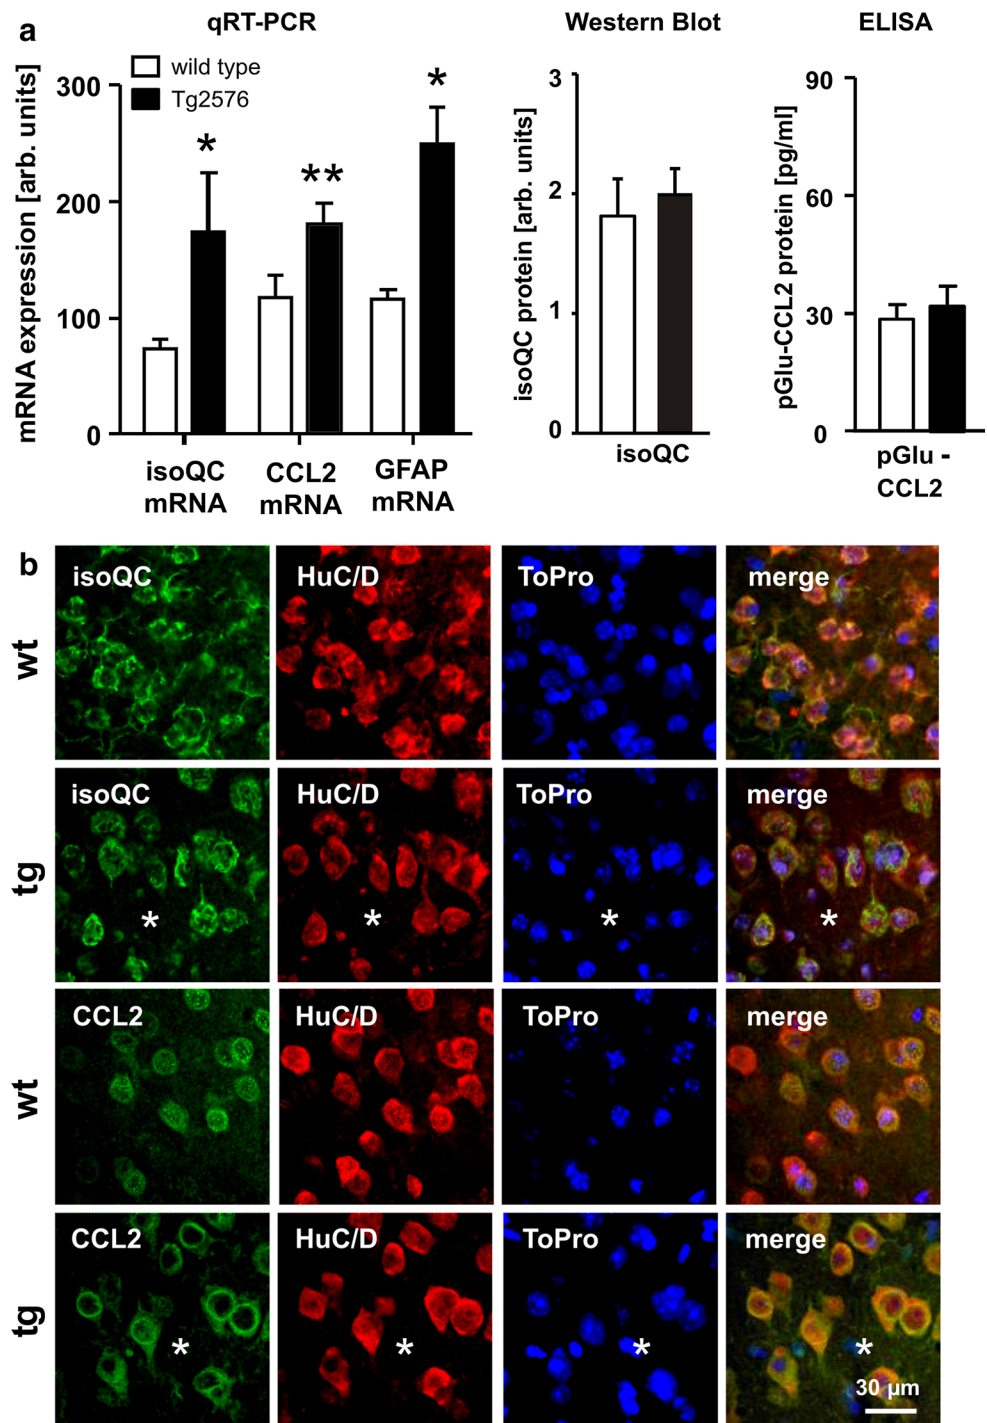 a
qRT-PCR
Western Blot
ELISA
wild type
Tg2576
mRNA expression [arb. units]
300
200
100
0
*
**
*
isoQC
mRNA
CCL2
mRNA
GFAP
mRNA
isoQC protein [arb. units]
3
2
1
0
isoQC
pGlu-CCL2 protein [pg/ml]
90
60
30
0
pGlu -
CCL2
b
wt
isoQC
HuC/D
ToPro
merge
tg
isoQC
HuC/D
ToPro
merge
*
*
*
*
wt
CCL2
HuC/D
ToPro
merge
tg
CCL2
HuC/D
ToPro
merge
*
*
*
*
30 µm